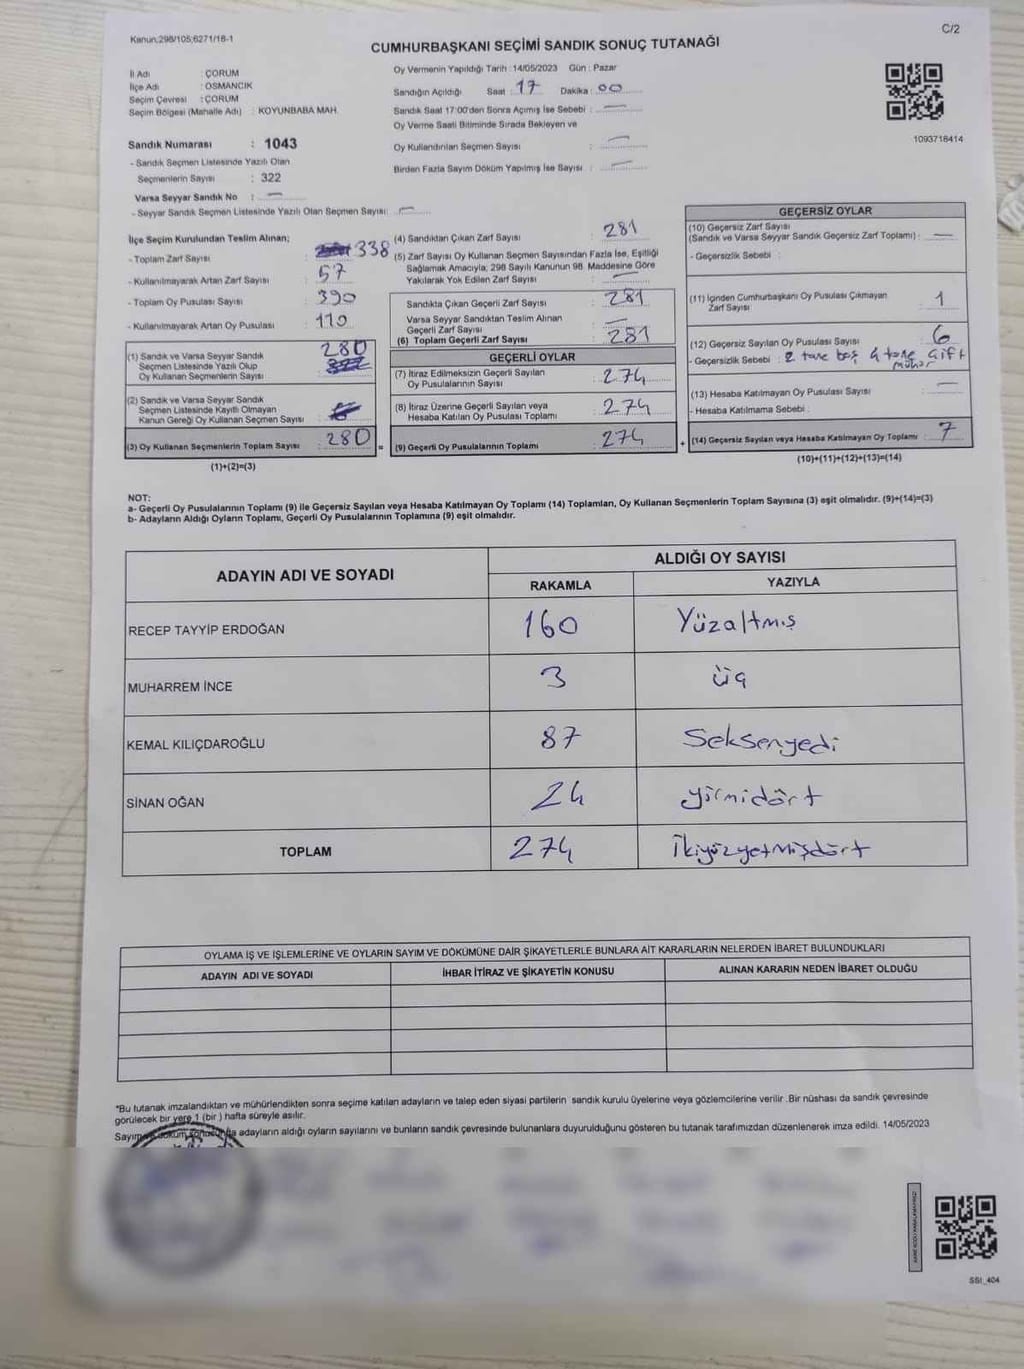 Kanun;298/105;6271/16-1
C/2
CUMHURBAŞKANI SEÇİMİ SANDIK SONUÇ TUTANAĞI
İl Adı : ÇORUM
İlçe Adı : OSMANCIK
Seçim Çevresi : ÇORUM
Seçim Bölgesi (Mahalle Adı) : KOYUNBABA MAH.
Sandık Numarası : 1043
- Sandık Seçmen Listesinde Yazılı Olan
Seçmenlerin Sayısı : 322
Varsa Seyyar Sandık No : —
- Seyyar Sandık Seçmen Listesinde Yazılı Olan Seçmen Sayısı: —
Oy Vermenin Yapıldığı Tarih : 14/05/2023 Gün : Pazar
Sandığın Açıldığı Saat : 17 Dakika : 00
Sandık Saat 17:00'den Sonra Açımış İse Sebebi : —
Oy Verme Saati Bitiminde Sırada Bekleyen ve
Oy Kullandırılan Seçmen Sayısı : —
Birden Fazla Sayım Döküm Yapılmış İse Sayısı : —
1093716414
İlçe Seçim Kurulundan Teslim Alınan;
- Toplam Zarf Sayısı : 338
- Kullanılmayarak Artan Zarf Sayısı : 57
- Toplam Oy Pusulası Sayısı : 390
- Kullanılmayarak Artan Oy Pusulası : 110
(1) Sandık ve Varsa Seyyar Sandık
Seçmen Listesinde Yazılı Olup
Oy Kullanan Seçmenlerin Sayısı : 280
(2) Sandık ve Varsa Seyyar Sandık
Seçmen Listesinde Kayıtlı Olmayan
Kanun Gereği Oy Kullanan Seçmen Sayısı :
(3) Oy Kullanan Seçmenlerin Toplam Sayısı : 280 =
(1)+(2)=(3)
(4) Sandıktan Çıkan Zarf Sayısı : 281
(5) Zarf Sayısı Oy Kullanan Seçmen Sayısından Fazla İse, Eşitliği
Sağlamak Amacıyla; 298 Sayılı Kanunun 98. Maddesine Göre
Yakılarak Yok Edilen Zarf Sayısı : —
Sandıkta Çıkan Geçerli Zarf Sayısı : 281
Varsa Seyyar Sandıktan Teslim Alınan
Geçerli Zarf Sayısı : —
(6) Toplam Geçerli Zarf Sayısı : 281
GEÇERLİ OYLAR
(7) İtiraz Edilmeksizin Geçerli Sayılan
Oy Pusulalarının Sayısı : 274
(8) İtiraz Üzerine Geçerli Sayılan veya
Hesaba Katılan Oy Pusulası Sayısı : 274
(9) Geçerli Oy Pusulalarının Toplamı : 274 +
GEÇERSİZ OYLAR
(10) Geçersiz Zarf Sayısı
(Sandık ve Varsa Seyyar Sandık Geçersiz Zarf Toplamı) : —
- Geçersizlik Sebebi :
(11) İçinden Cumhurbaşkanı Oy Pusulası Çıkmayan
Zarf Sayısı : 1
(12) Geçersiz Sayılan Oy Pusulası Sayısı : 6
- Geçersizlik Sebebi : 2 tane boş 4 tane çift
mühür
(13) Hesaba Katılmayan Oy Pusulası Sayısı : —
- Hesaba Katılmama Sebebi :
(14) Geçersiz Sayılan veya Hesaba Katılmayan Oy Toplamı : 7
(10)+(11)+(12)+(13)=(14)
NOT:
a- Geçerli Oy Pusulalarının Toplamı (9) ile Geçersiz Sayılan veya Hesaba Katılmayan Oy Toplamı (14) Toplamları, Oy Kullanan Seçmenlerin Toplam Sayısına (3) eşit olmalıdır. (9)+(14)=(3)
b- Adayların Aldığı Oyların Toplamı, Geçerli Oy Pusulalarının Toplamına (9) eşit olmalıdır.
ADAYIN ADI VE SOYADI
ALDIĞI OY SAYISI
RAKAMLA YAZIYLA
RECEP TAYYİP ERDOĞAN 160 Yüzaltmış
MUHARREM İNCE 3 üç
KEMAL KILIÇDAROĞLU 87 Seksenyedi
SİNAN OĞAN 24 yirmidört
TOPLAM 274 İkiyüzyetmişdört
OYLAMA İŞ VE İŞLEMLERİNE VE OYLARIN SAYIM VE DÖKÜMÜNE DAİR ŞİKAYETLERLE BUNLARA AİT KARARLARIN NELERDEN İBARET BULUNDUKLARI
ADAYIN ADI VE SOYADI İHBAR İTİRAZ VE ŞİKAYETİN KONUSU ALINAN KARARIN NEDEN İBARET OLDUĞU
*Bu tutanak imzalandıktan ve mühürlendikten sonra seçime katılan adayların ve talep eden siyasi partilerin sandık kurulu üyelerine veya gözlemcilerine verilir. Bir nüshası da sandık çevresinde
görülecek bir yere 1 (bir ) hafta süreyle asılır.
Sayım ve döküm sonucunda adayların aldığı oyların sayılarını ve bunların sandık çevresinde bulunanlara duyurulduğunu gösteren bu tutanak tarafımızdan düzenlenerek imza edildi. 14/05/2023
SSI_404